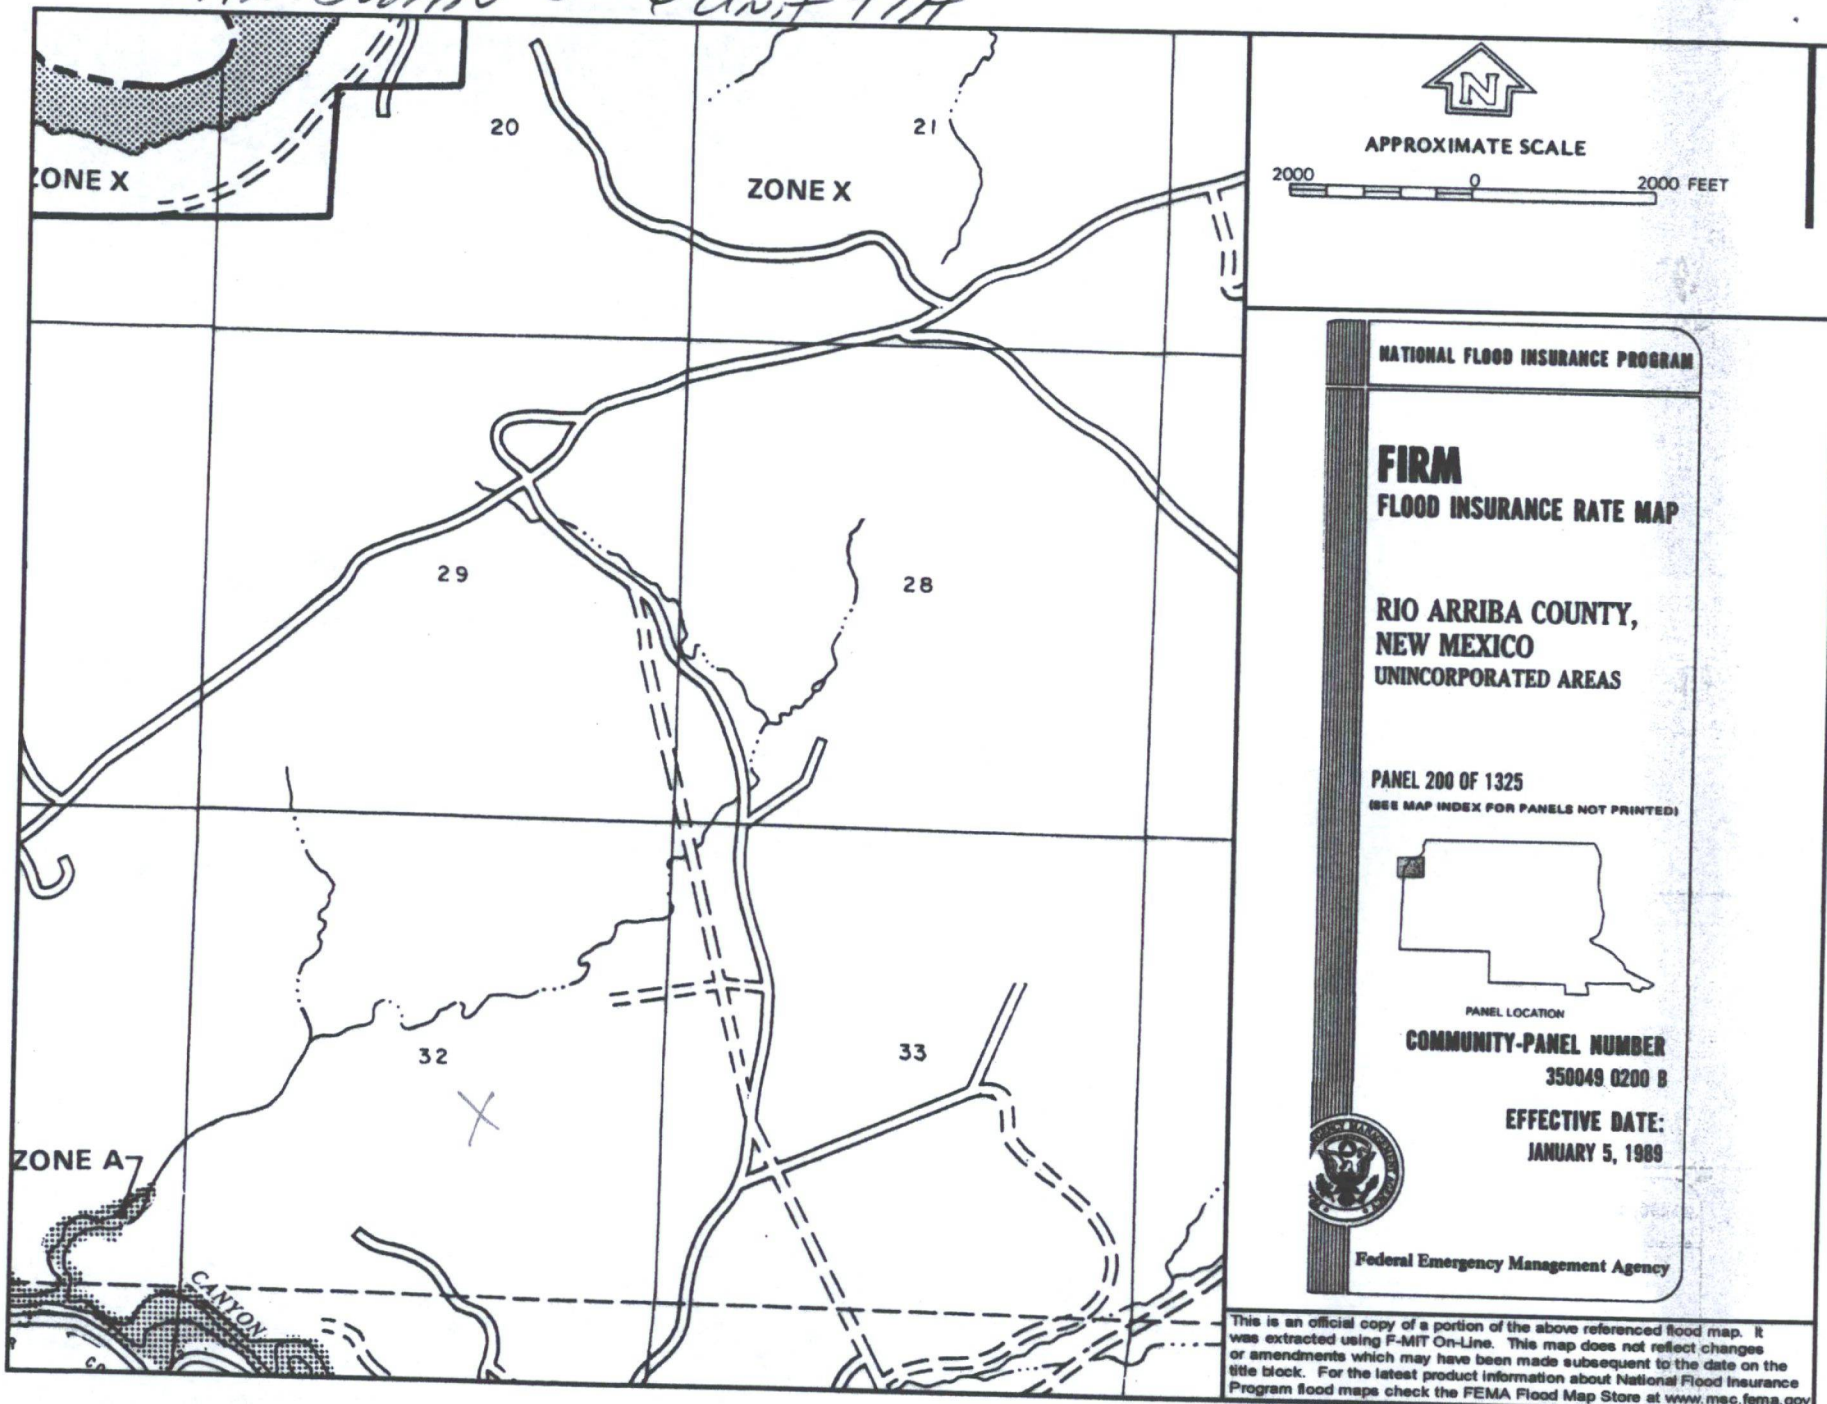 UNIT
20
21
ZONE X
ZONE X
29
28
32
33
ZONE A
CANYON
N
APPROXIMATE SCALE
2000 0 2000 FEET
NATIONAL FLOOD INSURANCE PROGRAM
FIRM
FLOOD INSURANCE RATE MAP
RIO ARRIBA COUNTY,
NEW MEXICO
UNINCORPORATED AREAS
PANEL 200 OF 1325
(SEE MAP INDEX FOR PANELS NOT PRINTED)
PANEL LOCATION
COMMUNITY-PANEL NUMBER
350049 0200 B
EFFECTIVE DATE:
JANUARY 5, 1989
Federal Emergency Management Agency
This is an official copy of a portion of the above referenced flood map. It
was extracted using F-MIT On-Line. This map does not reflect changes
or amendments which may have been made subsequent to the date on the
title block. For the latest product information about National Flood Insurance
Program flood maps check the FEMA Flood Map Store at www.msc.fema.gov